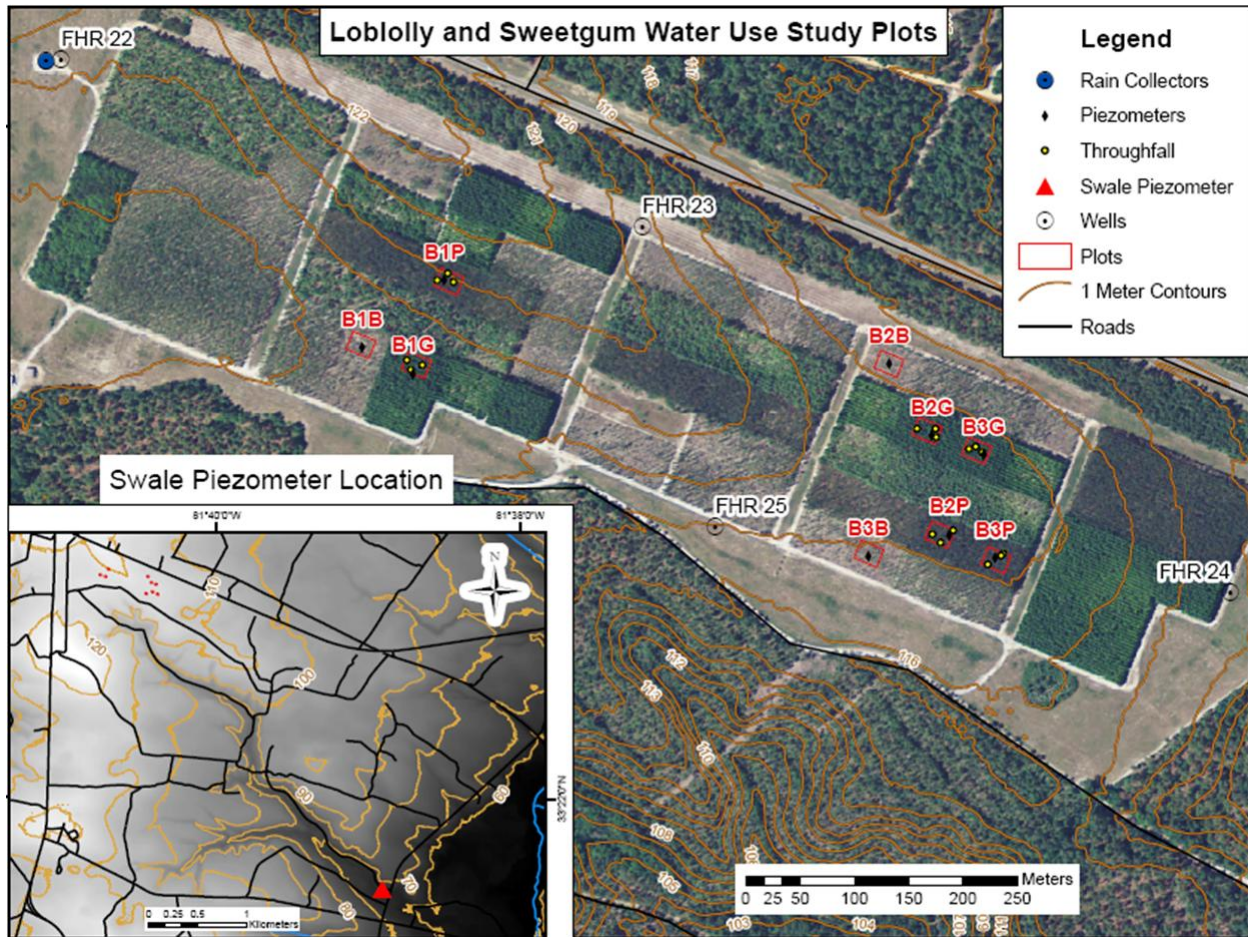 Loblolly and Sweetgum Water Use Study Plots
FHR 22
Legend
Rain Collectors
Piezometers
Throughfall
Swale Piezometer
Wells
Plots
1 Meter Contours
Roads
122
121
120
119
118
117
FHR 23
B1P
B1B
B1G
B2B
B2G
B3G
B2P
B3P
B3B
FHR 25
FHR 24
116
112
113
110
108
105
103
104
Meters
0 25 50 100 150 200 250
Swale Piezometer Location
81°40'0"W
81°38'0"W
N
110
120
100
90
80
70
60
33°22'0"N
0 0.25 0.5 1
Kilometers